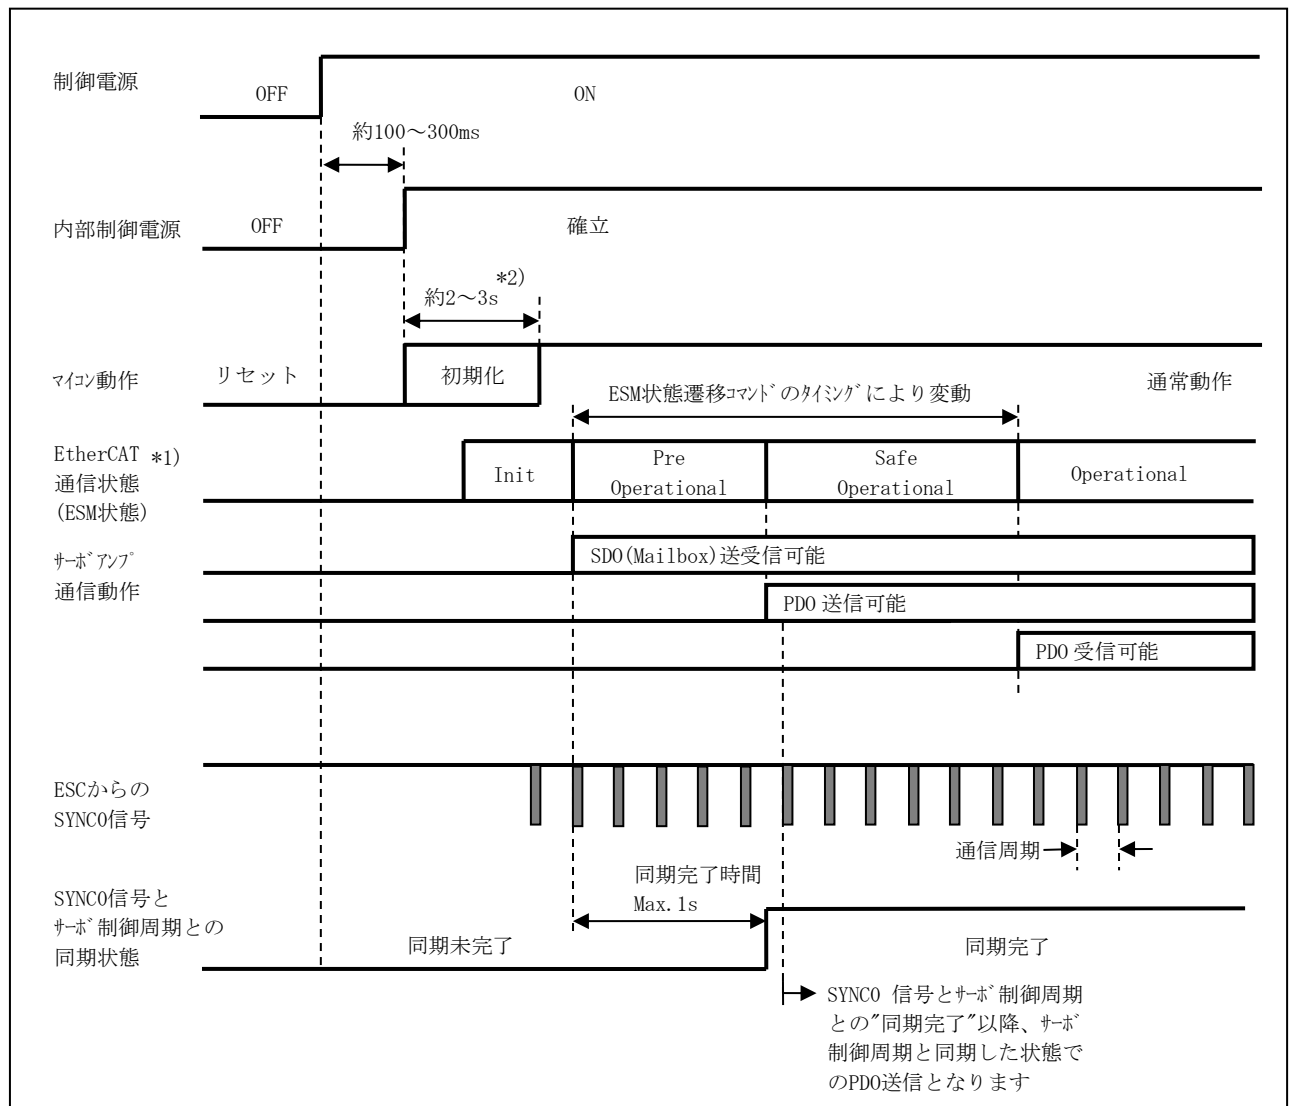 制御電源
OFF
ON
約100～300ms
内部制御電源
OFF
確立
*2)
約2～3s
マイコン動作
リセット
初期化
通常動作
ESM状態遷移コマンドのタイミングにより変動
EtherCAT *1)
通信状態
(ESM状態)
Init
Pre
Operational
Safe
Operational
Operational
サーボアンプ
通信動作
SDO(Mailbox)送受信可能
PDO 送信可能
PDO 受信可能
ESCからの
SYNC0信号
通信周期
SYNC0信号と
サーボ制御周期との
同期状態
同期完了時間
Max.1s
同期未完了
同期完了
SYNC0 信号とサーボ制御周期
との"同期完了"以降、サーボ
制御周期と同期した状態で
のPDO送信となります